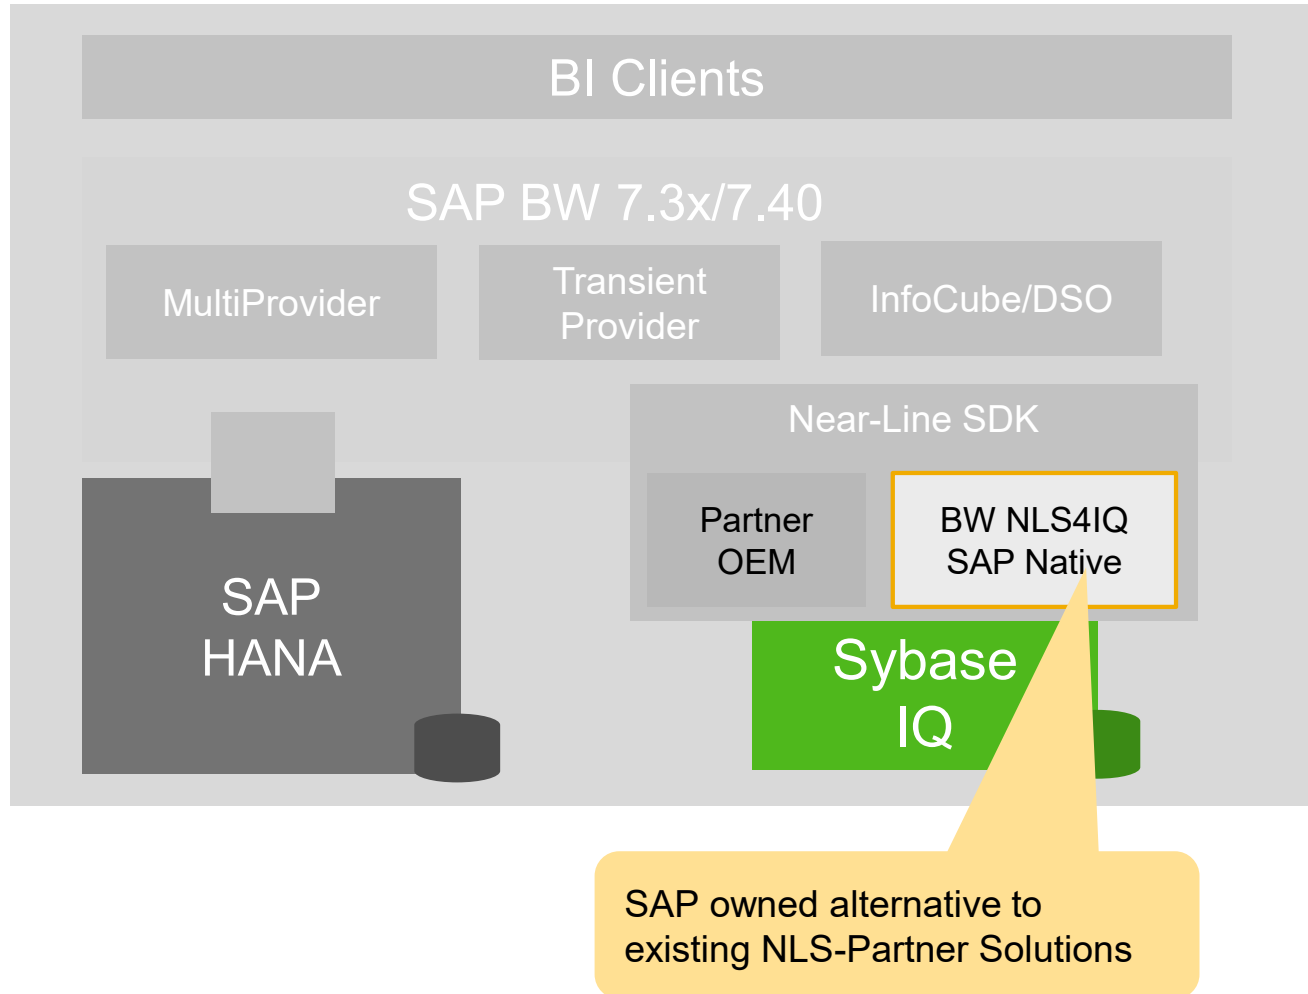 BI Clients
SAP BW 7.3x/7.40
MultiProvider
Transient
Provider
InfoCube/DSO
Near-Line SDK
Partner
OEM
BW NLS4IQ
SAP Native
SAP
HANA
Sybase
IQ
SAP owned alternative to
existing NLS-Partner Solutions